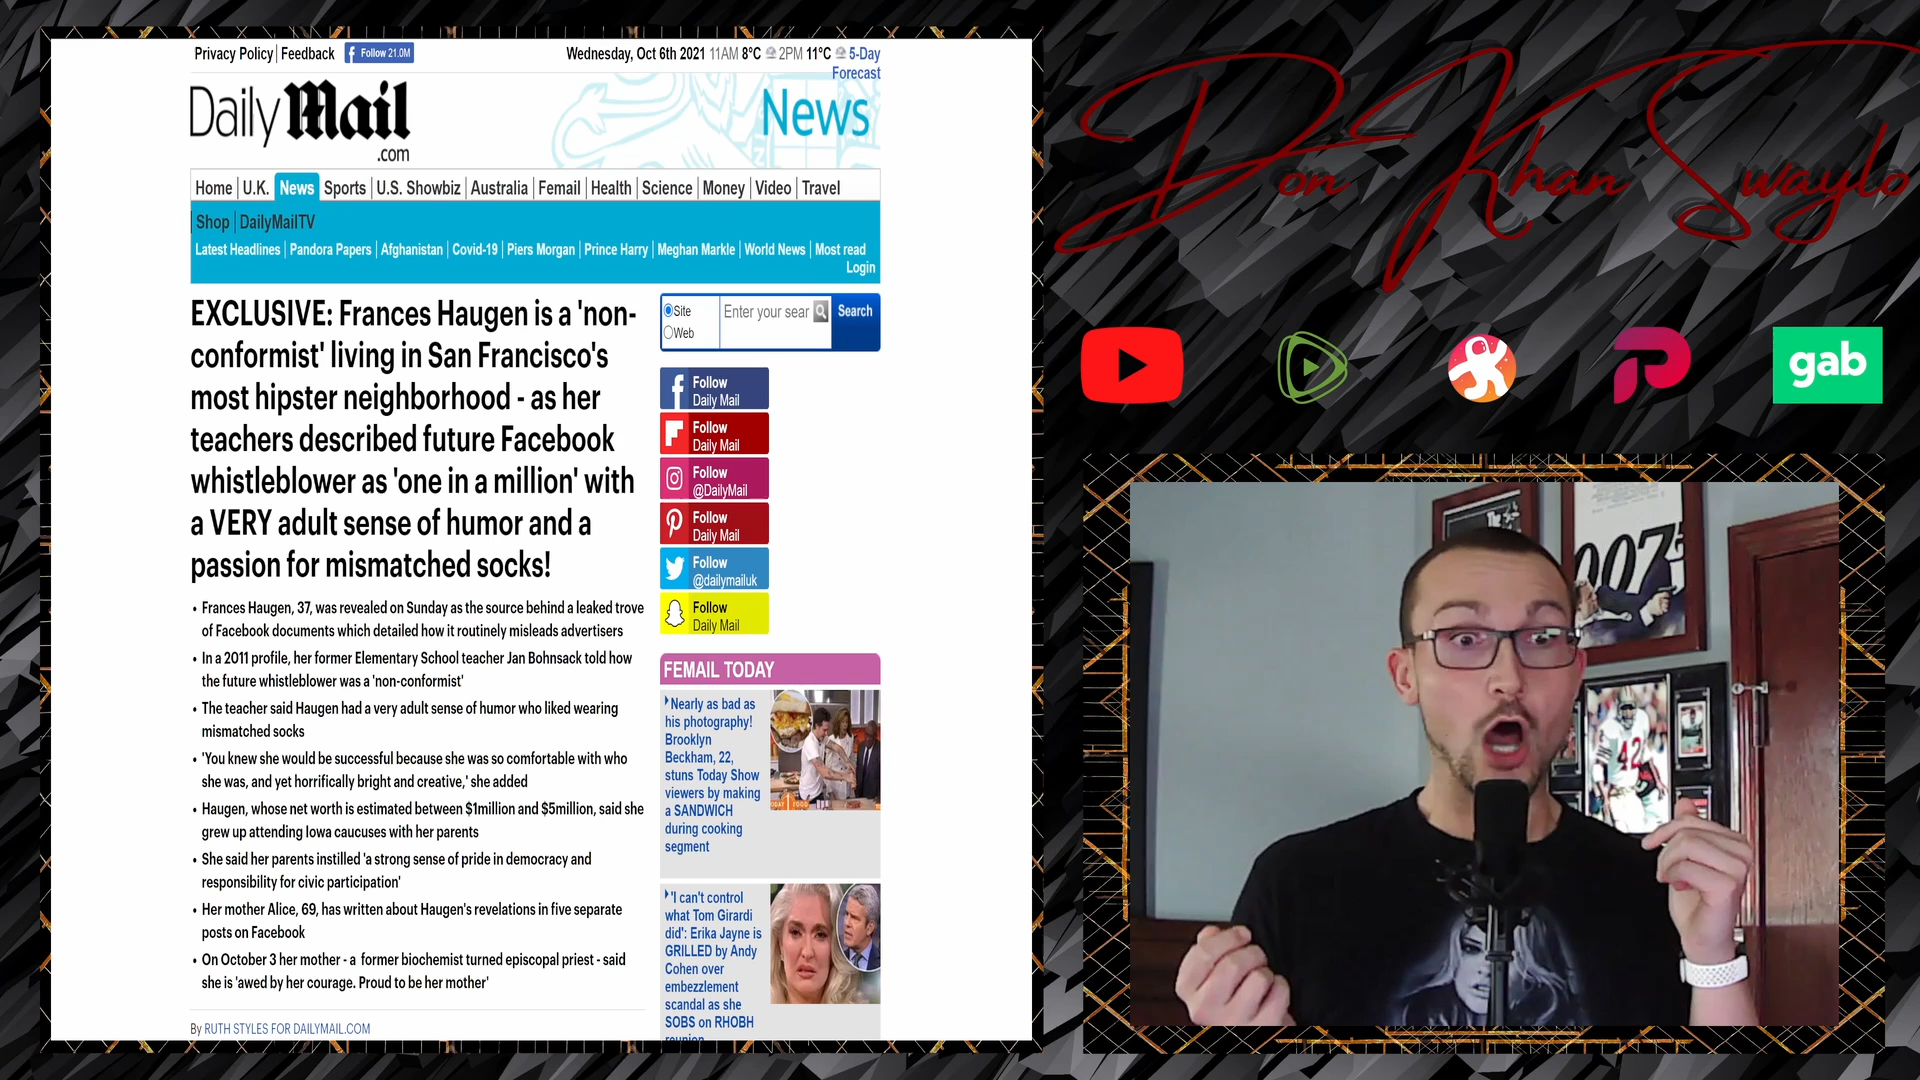 Privacy Policy | Feedback
Follow 21.0M
Wednesday, Oct 6th 2021 11AM 8°C 2PM 11°C 5-Day
Forecast
Daily Mail
.com
News
Home | U.K. News Sports | U.S. Showbiz | Australia | Femail | Health | Science | Money | Video | Travel
Shop | DailyMailTV
Latest Headlines | Pandora Papers | Afghanistan | Covid-19 | Piers Morgan | Prince Harry | Meghan Markle | World News | Most read
Login
EXCLUSIVE: Frances Haugen is a 'non-
conformist' living in San Francisco's
most hipster neighborhood - as her
teachers described future Facebook
whistleblower as 'one in a million' with
a VERY adult sense of humor and a
passion for mismatched socks!
• Frances Haugen, 37, was revealed on Sunday as the source behind a leaked trove
of Facebook documents which detailed how it routinely misleads advertisers
• In a 2011 profile, her former Elementary School teacher Jan Bohnsack told how
the future whistleblower was a 'non-conformist'
• The teacher said Haugen had a very adult sense of humor who liked wearing
mismatched socks
• 'You knew she would be successful because she was so comfortable with who
she was, and yet horrifically bright and creative,' she added
• Haugen, whose net worth is estimated between $1million and $5million, said she
grew up attending Iowa caucuses with her parents
• She said her parents instilled 'a strong sense of pride in democracy and
responsibility for civic participation'
• Her mother Alice, 69, has written about Haugen's revelations in five separate
posts on Facebook
• On October 3 her mother - a former biochemist turned episcopal priest - said
she is 'awed by her courage. Proud to be her mother'
By RUTH STYLES FOR DAILYMAIL.COM
Site
Web
Enter your sear
Search
Follow
Daily Mail
Follow
Daily Mail
Follow
@DailyMail
Follow
Daily Mail
Follow
@dailymailuk
Follow
Daily Mail
FEMAIL TODAY
Nearly as bad as
his photography!
Brooklyn
Beckham, 22,
stuns Today Show
viewers by making
a SANDWICH
during cooking
segment
'I can't control
what Tom Girardi
did': Erika Jayne is
GRILLED by Andy
Cohen over
embezzlement
scandal as she
SOBS on RHOBH
reunion
Don Khan Swaylo
gab
The
007
42